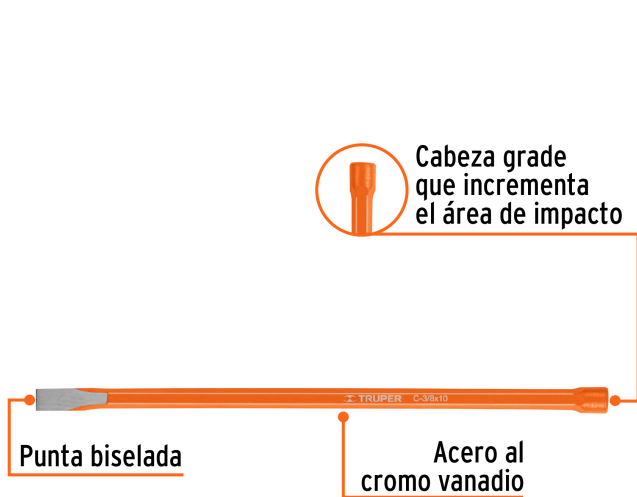 Cabeza grade
que incrementa
el área de impacto
TRUPER C-3/8x10
Punta biselada
Acero al
cromo vanadio